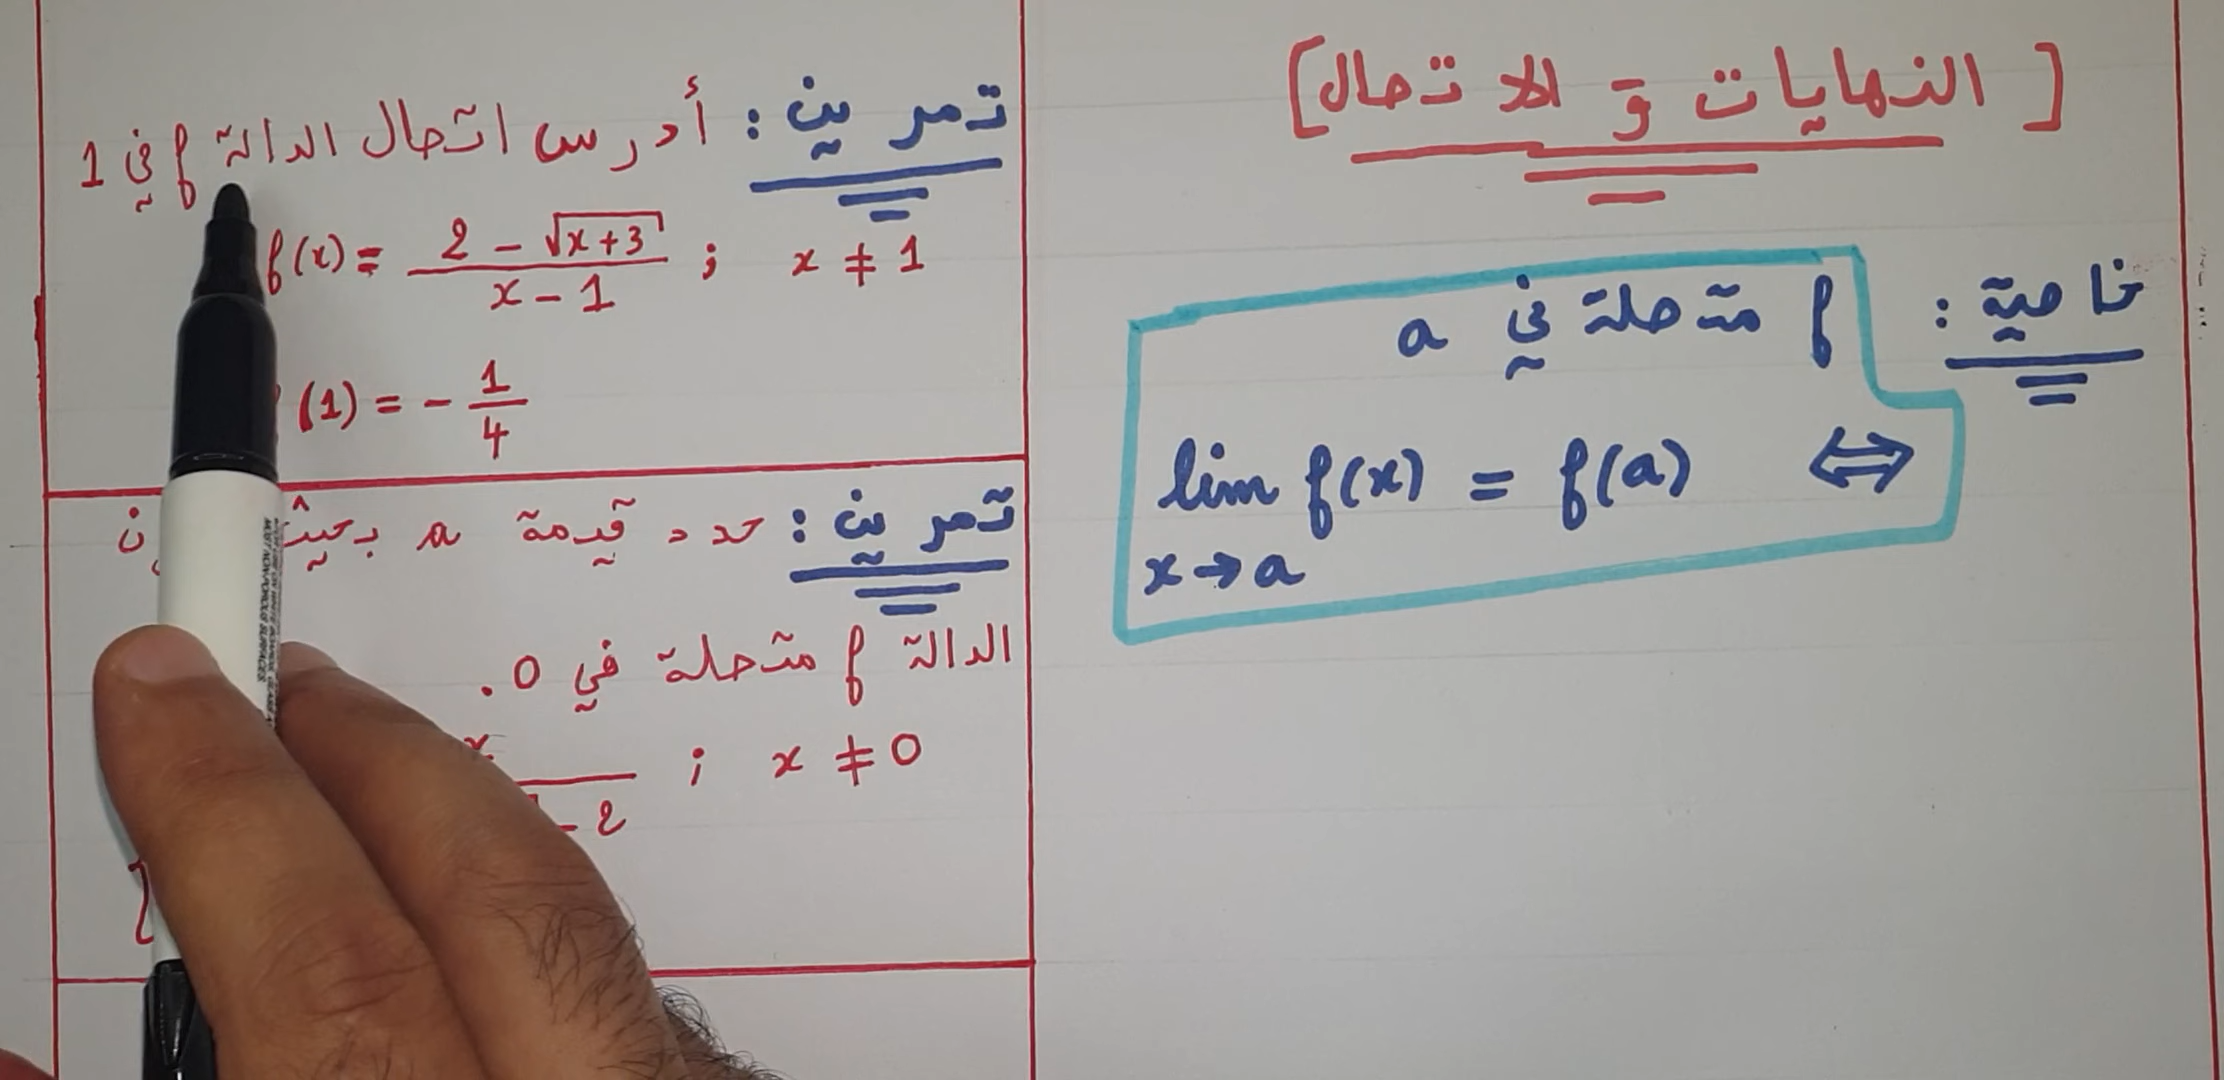 [النهايات و الاتصال]
خاصية :
f متصلة في a
⇔ lim f(x) = f(a)
x→a
تمرين : أدرس اتصال الدالة f في 1
f(x) = (2 - √(x+3)) / (x - 1) ; x ≠ 1
(1) = - 1/4
تمرين : حدد قيمة a بحيث
الدالة f متصلة في 0 .
x
; x ≠ 0
- 2